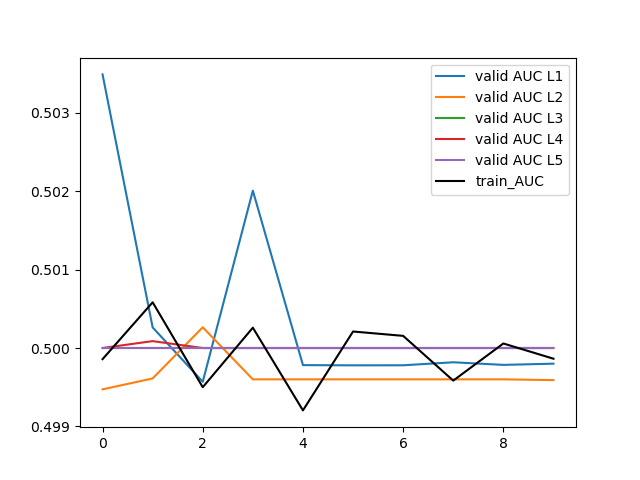 valid AUC L1
valid AUC L2
valid AUC L3
valid AUC L4
valid AUC L5
train_AUC
0.503
0.502
0.501
0.500
0.499
0 2 4 6 8